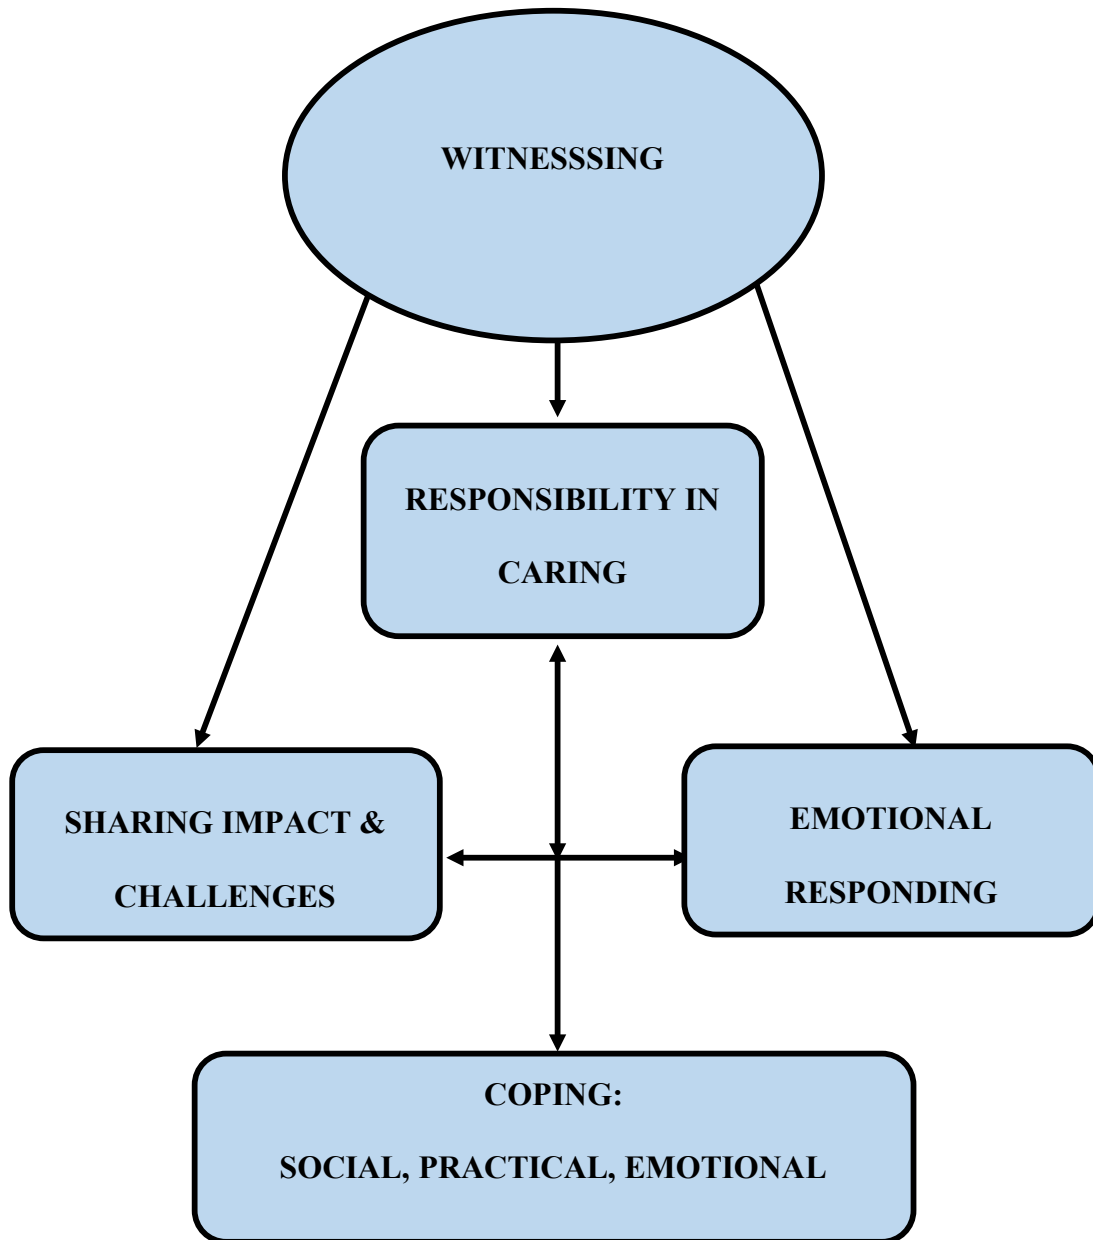 WITNESSSING
RESPONSIBILITY IN
CARING
SHARING IMPACT &
CHALLENGES
EMOTIONAL
RESPONDING
COPING:
SOCIAL, PRACTICAL, EMOTIONAL